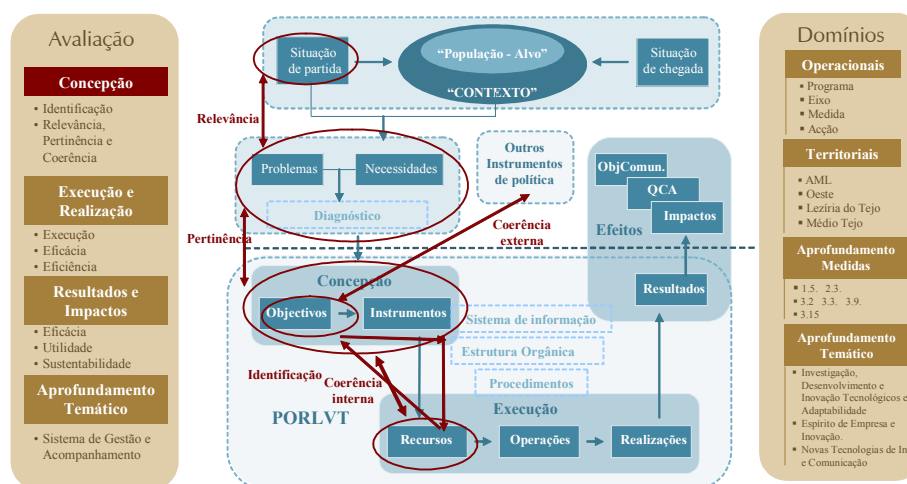 Avaliação
Concepção
• Identificação
• Relevância,
Pertinência e
Coerência
Execução e
Realização
• Execução
• Eficácia
• Eficiência
Resultados e
Impactos
• Eficácia
• Utilidade
• Sustentabilidade
Aprofundamento
Temático
• Sistema de Gestão e
Acompanhamento
Situação
de partida
“População - Alvo”
“CONTEXTO”
Situação
de chegada
Relevância
Problemas
Necessidades
Diagnóstico
Outros
Instrumentos
de política
ObjComun.
QCA
Impactos
Efeitos
Pertinência
Coerência
externa
Concepção
Objectivos
Instrumentos
Resultados
Sistema de informação
Estrutura Orgânica
Procedimentos
Identificação
Coerência
interna
PORLVT
Execução
Recursos
Operações
Realizações
Domínios
Operacionais
▪ Programa
▪ Eixo
▪ Medida
▪ Acção
Territoriais
▪ AML
▪ Oeste
▪ Lezíria do Tejo
▪ Médio Tejo
Aprofundamento
Medidas
▪ 1.5. 2.3.
▪ 3.2 3.3. 3.9.
▪ 3.15
Aprofundamento
Temático
▪ Investigação,
Desenvolvimento e
Inovação Tecnológicos e
Adaptabilidade
▪ Espírito de Empresa e
Inovação.
▪ Novas Tecnologias de In
e Comunicação